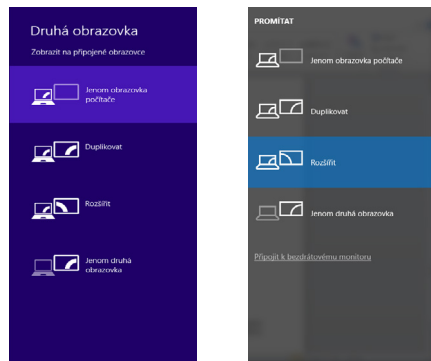 Druhá obrazovka
Zobrazit na připojené obrazovce
Jenom obrazovka
počítače
Duplikovat
Rozšířit
Jenom druhá
obrazovka
PROMÍTAT
Jenom obrazovka počítače
Duplikovat
Rozšířit
Jenom druhá obrazovka
Připojit k bezdrátovému monitoru